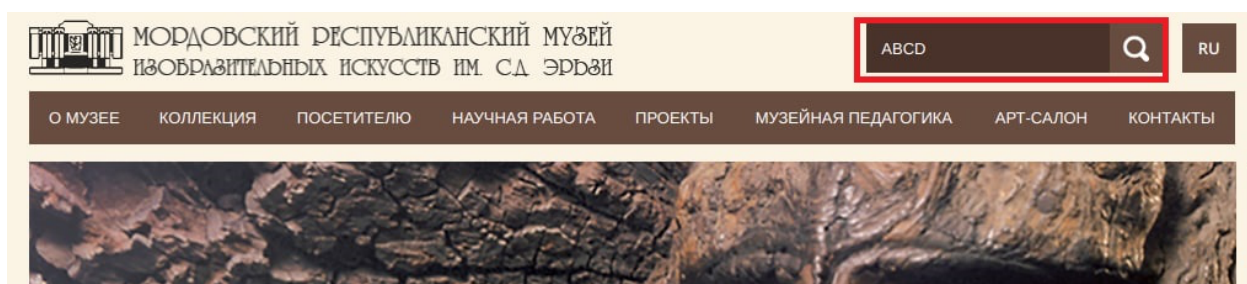 МОРДОВСКИЙ РЕСПУБЛИКАНСКИЙ МУЗЕЙ
ИЗОБРАЗИТЕЛЬНЫХ ИСКУССТВ ИМ. С.Д. ЭРЬЗИ
ABCD
RU
О МУЗЕЕ КОЛЛЕКЦИЯ ПОСЕТИТЕЛЮ НАУЧНАЯ РАБОТА ПРОЕКТЫ МУЗЕЙНАЯ ПЕДАГОГИКА АРТ-САЛОН КОНТАКТЫ